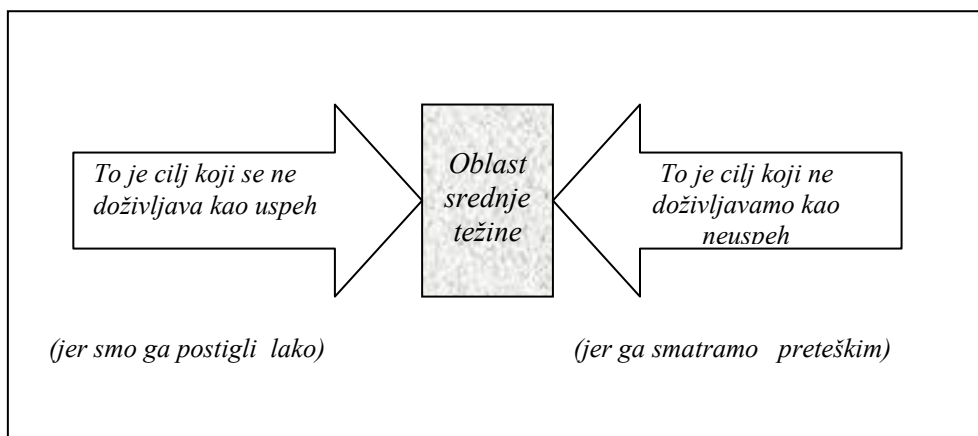 To je cilj koji se ne
doživljava kao uspeh
Oblast
srednje
težine
To je cilj koji ne
doživljavamo kao
neuspeh
(jer smo ga postigli lako)
(jer ga smatramo preteškim)